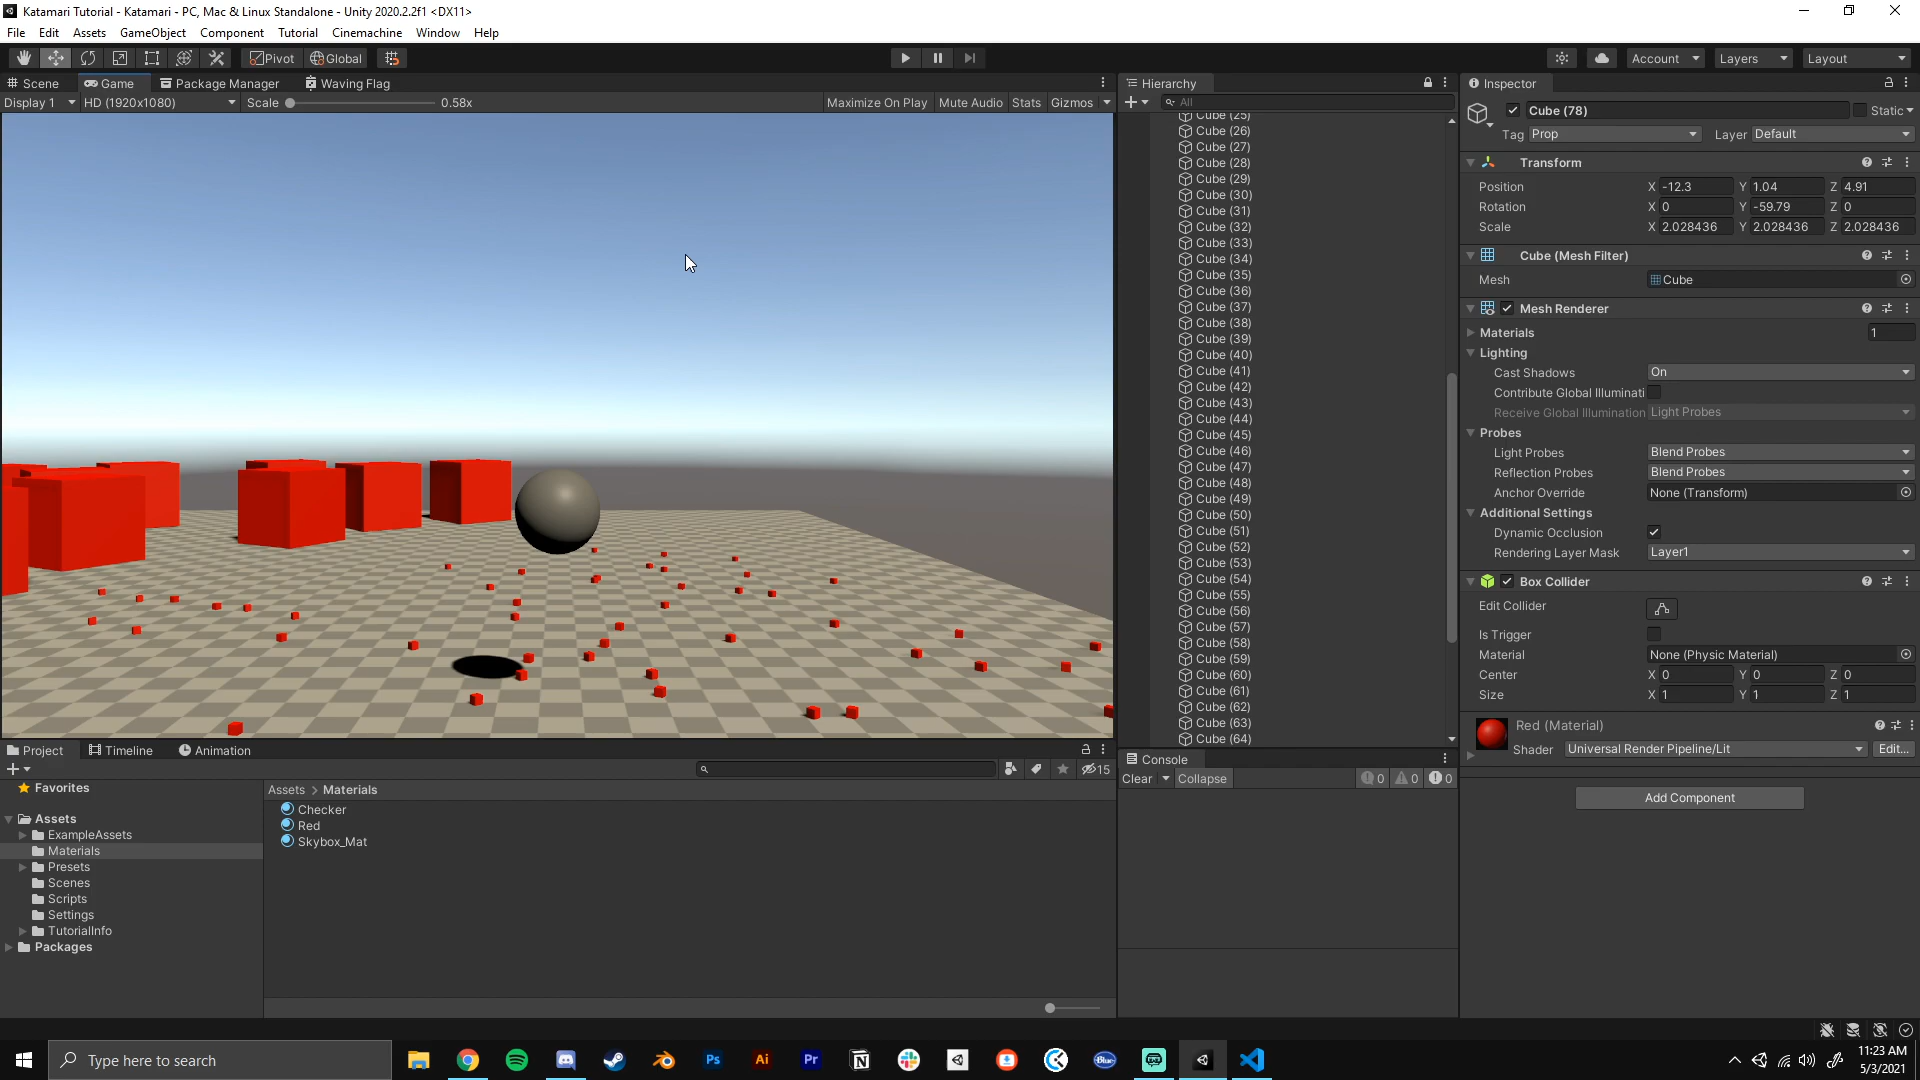 Katamari Tutorial - Katamari - PC, Mac & Linux Standalone - Unity 2020.2.2f1 <DX11>
File Edit Assets GameObject Component Tutorial Cinemachine Window Help
Pivot Global Account Layers Layout
Scene Game Package Manager Waving Flag
Display 1 HD (1920x1080) Scale 0.58x Maximize On Play Mute Audio Stats Gizmos
Hierarchy
All
Cube (25)
Cube (26)
Cube (27)
Cube (28)
Cube (29)
Cube (30)
Cube (31)
Cube (32)
Cube (33)
Cube (34)
Cube (35)
Cube (36)
Cube (37)
Cube (38)
Cube (39)
Cube (40)
Cube (41)
Cube (42)
Cube (43)
Cube (44)
Cube (45)
Cube (46)
Cube (47)
Cube (48)
Cube (49)
Cube (50)
Cube (51)
Cube (52)
Cube (53)
Cube (54)
Cube (55)
Cube (56)
Cube (57)
Cube (58)
Cube (59)
Cube (60)
Cube (61)
Cube (62)
Cube (63)
Cube (64)
Inspector
Cube (78) Static
Tag Prop Layer Default
Transform
Position X -12.3 Y 1.04 Z 4.91
Rotation X 0 Y -59.79 Z 0
Scale X 2.028436 Y 2.028436 Z 2.028436
Cube (Mesh Filter)
Mesh Cube
Mesh Renderer
Materials 1
Lighting
Cast Shadows On
Contribute Global Illuminati
Receive Global Illumination Light Probes
Probes
Light Probes Blend Probes
Reflection Probes Blend Probes
Anchor Override None (Transform)
Additional Settings
Dynamic Occlusion
Rendering Layer Mask Layer1
Box Collider
Edit Collider
Is Trigger
Material None (Physic Material)
Center X 0 Y 0 Z 0
Size X 1 Y 1 Z 1
Red (Material)
Shader Universal Render Pipeline/Lit Edit...
Add Component
Project Timeline Animation
15
Favorites
Assets
ExampleAssets
Materials
Presets
Scenes
Scripts
Settings
TutorialInfo
Packages
Assets > Materials
Checker
Red
Skybox_Mat
Console
Clear Collapse 0 0 0
Type here to search
Ps Ai Pr
Blue
11:23 AM
5/3/2021